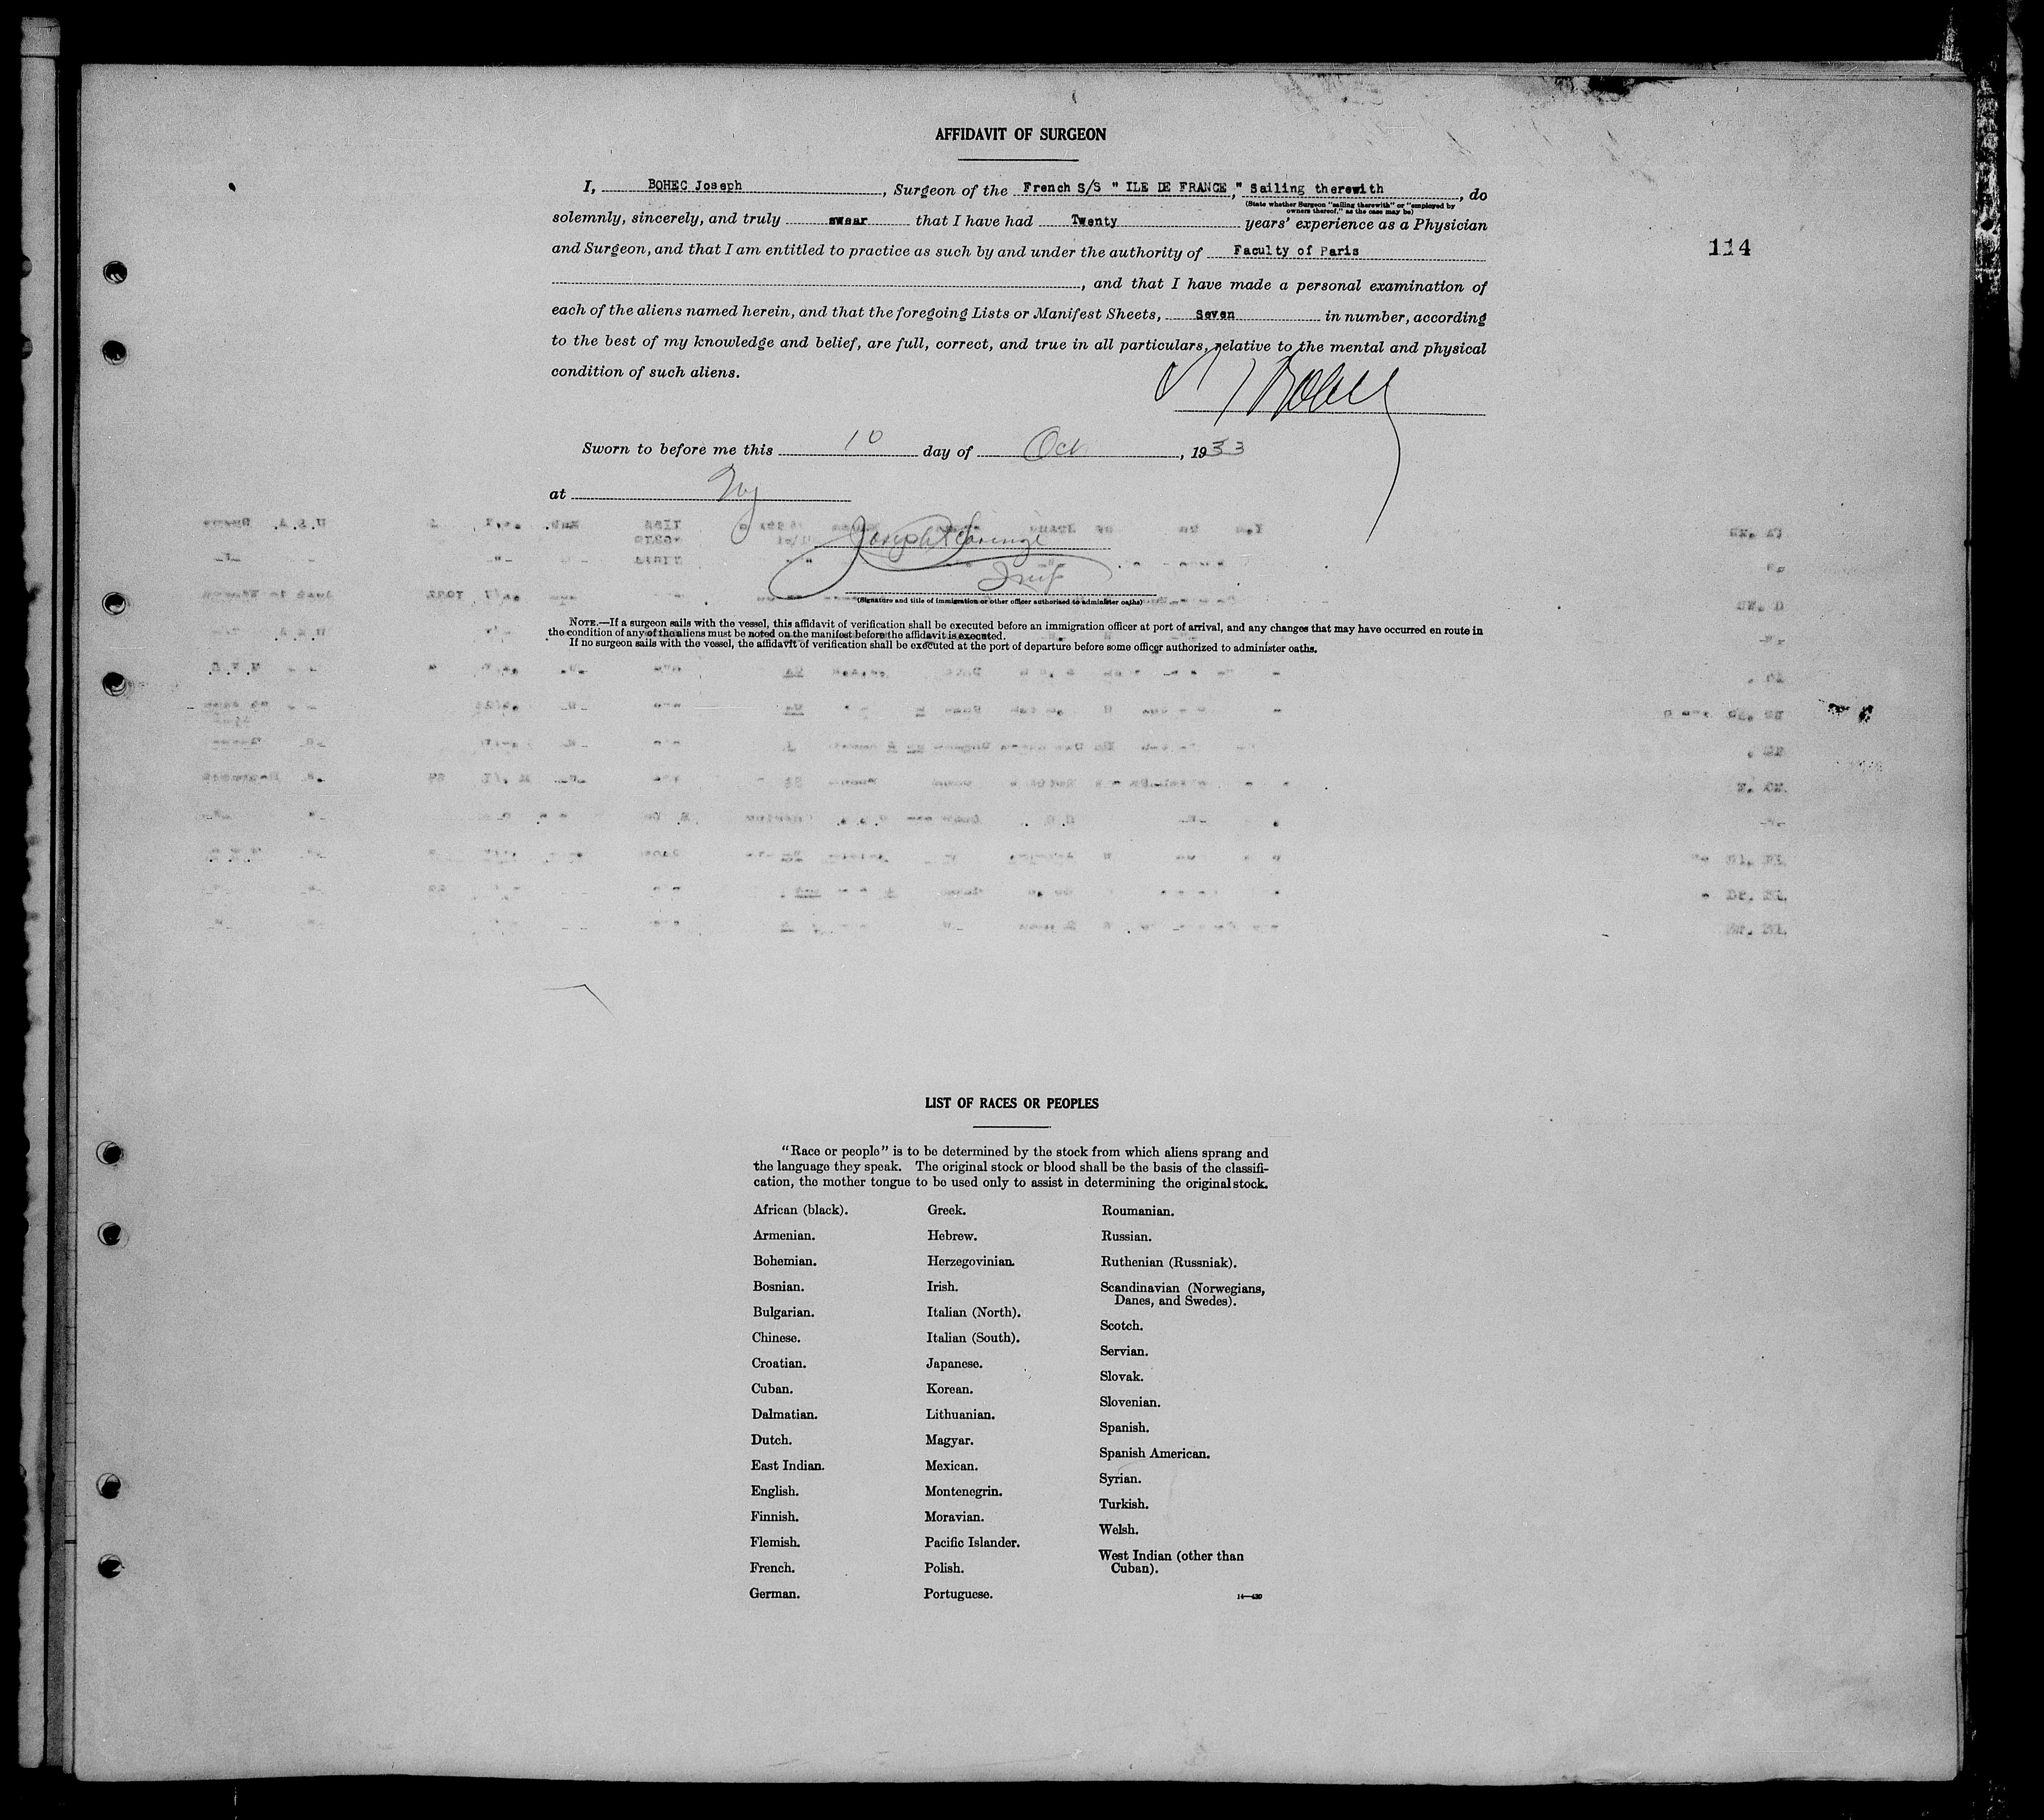 AFFIDAVIT OF SURGEON
I, BOHEC Joseph, Surgeon of the French S/S " ILE DE FRANCE," Sailing therewith, do
(State whether Surgeon "sailing therewith" or "employed by
owners thereof," as the case may be)
solemnly, sincerely, and truly swear that I have had Twenty years' experience as a Physician
and Surgeon, and that I am entitled to practice as such by and under the authority of Faculty of Paris
114
, and that I have made a personal examination of
each of the aliens named herein, and that the foregoing Lists or Manifest Sheets, Seven in number, according
to the best of my knowledge and belief, are full, correct, and true in all particulars, relative to the mental and physical
condition of such aliens.
Sworn to before me this 10 day of Oct, 1933
at Ny
(Signature and title of immigration or other officer authorized to administer oaths)
NOTE.—If a surgeon sails with the vessel, this affidavit of verification shall be executed before an immigration officer at port of arrival, and any changes that may have occurred en route in
the condition of any of the aliens must be noted on the manifest before the affidavit is executed.
If no surgeon sails with the vessel, the affidavit of verification shall be executed at the port of departure before some officer authorized to administer oaths.
LIST OF RACES OR PEOPLES
"Race or people" is to be determined by the stock from which aliens sprang and
the language they speak. The original stock or blood shall be the basis of the classifi-
cation, the mother tongue to be used only to assist in determining the original stock.
African (black).
Armenian.
Bohemian.
Bosnian.
Bulgarian.
Chinese.
Croatian.
Cuban.
Dalmatian.
Dutch.
East Indian.
English.
Finnish.
Flemish.
French.
German.
Greek.
Hebrew.
Herzegovinian.
Irish.
Italian (North).
Italian (South).
Japanese.
Korean.
Lithuanian.
Magyar.
Mexican.
Montenegrin.
Moravian.
Pacific Islander.
Polish.
Portuguese.
Roumanian.
Russian.
Ruthenian (Russniak).
Scandinavian (Norwegians,
Danes, and Swedes).
Scotch.
Servian.
Slovak.
Slovenian.
Spanish.
Spanish American.
Syrian.
Turkish.
Welsh.
West Indian (other than
Cuban).